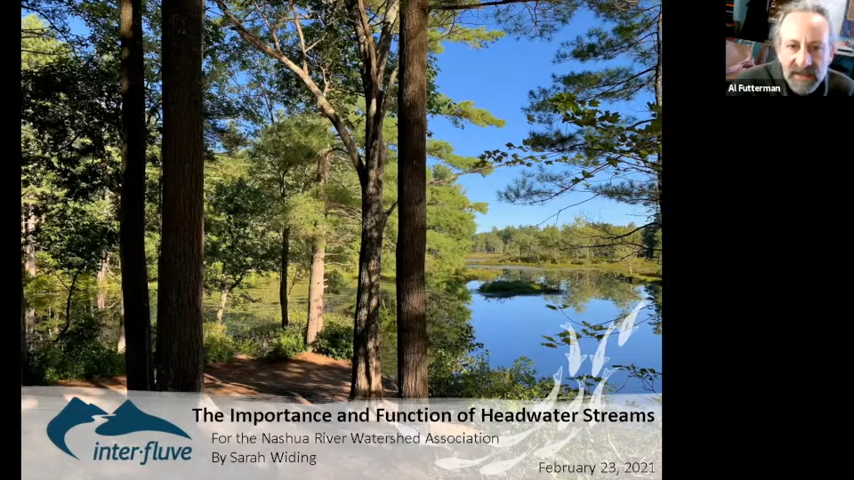 Al Futterman
The Importance and Function of Headwater Streams
inter·fluve
For the Nashua River Watershed Association
By Sarah Widing
February 23, 2021